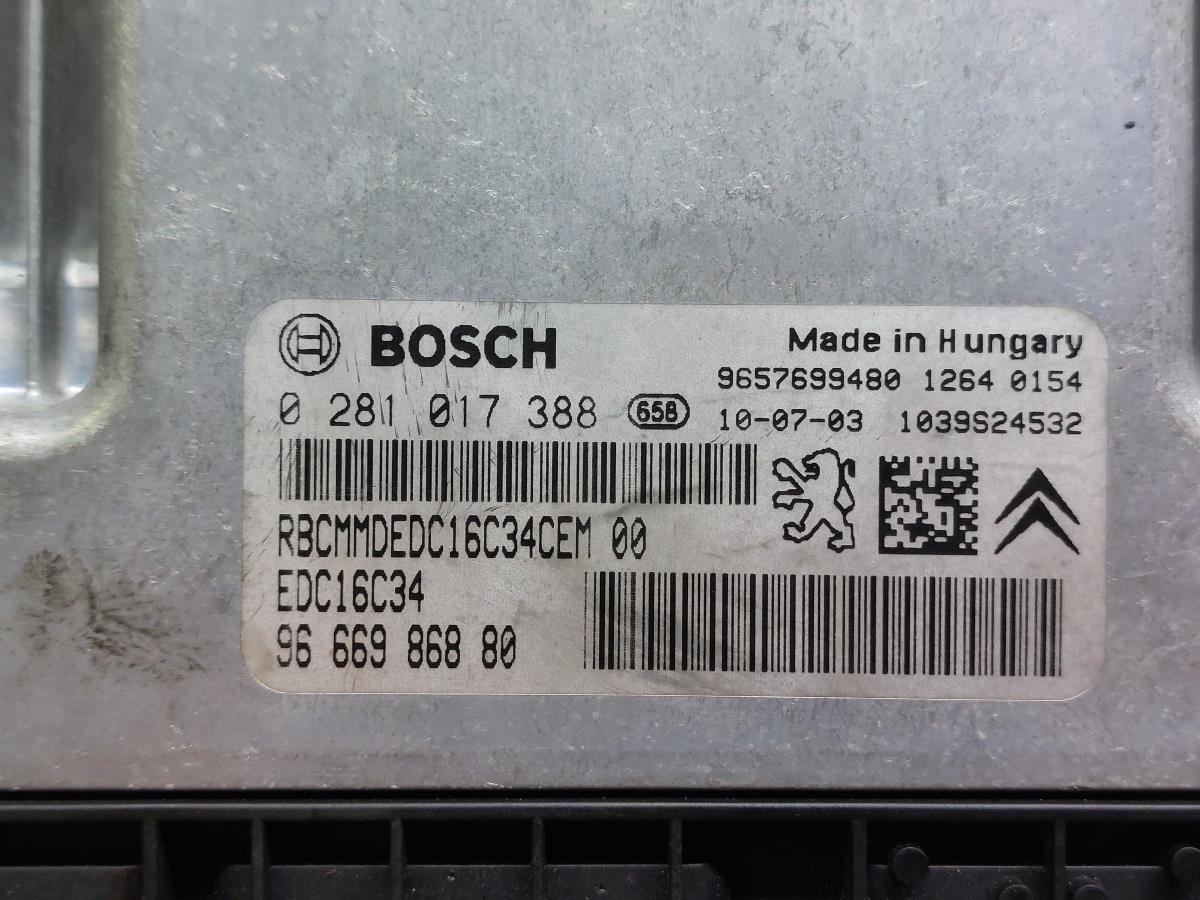 BOSCH
Made in Hungary
9657699480 1264 0154
0 281 017 388 658 10-07-03 1039S24532
RBCMMDEDC16C34CEM 00
EDC16C34
96 669 868 80